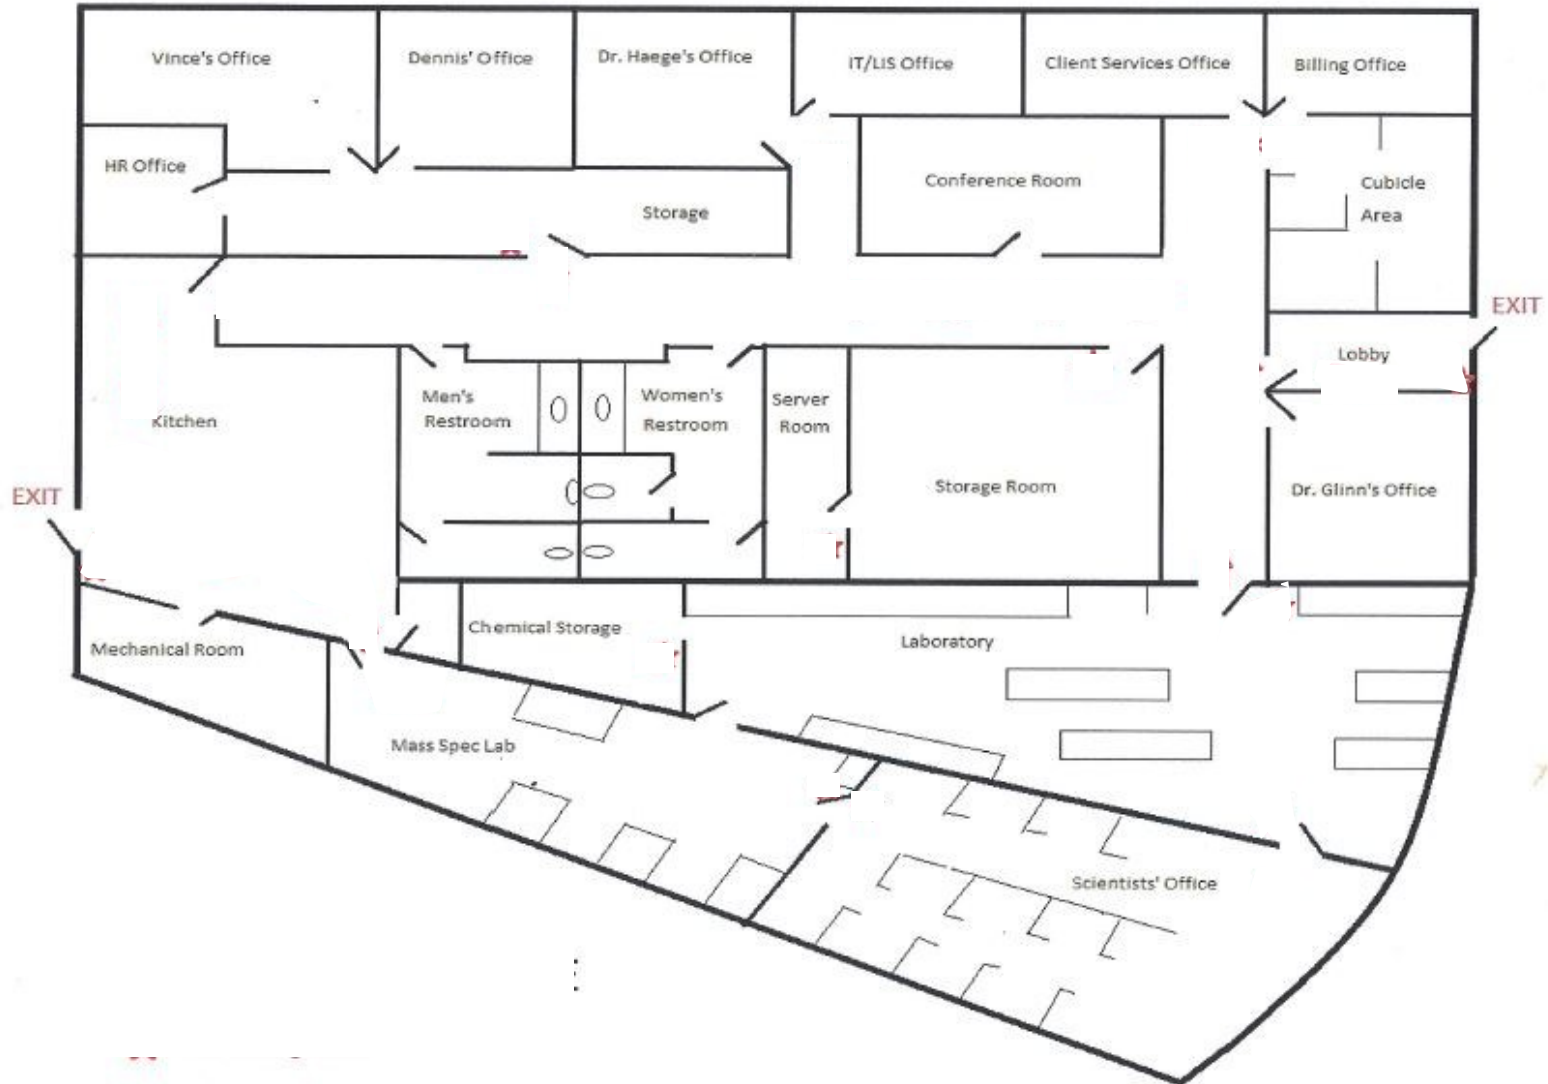 Vince's Office
Dennis' Office
Dr. Haege's Office
IT/LIS Office
Client Services Office
Billing Office
HR Office
Storage
Conference Room
Cubicle
Area
EXIT
Lobby
Kitchen
Men's
Restroom
Women's
Restroom
Server
Room
Storage Room
Dr. Glinn's Office
EXIT
Mechanical Room
Chemical Storage
Laboratory
Mass Spec Lab
Scientists' Office